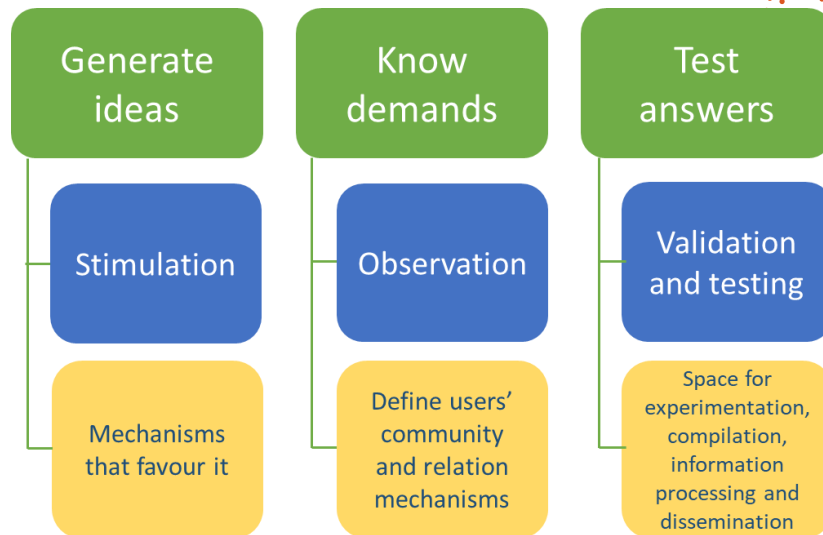 Generate
ideas
Stimulation
Mechanisms
that favour it
Know
demands
Observation
Define users’
community
and relation
mechanisms
Test
answers
Validation
and testing
Space for
experimentation,
compilation,
information
processing and
dissemination